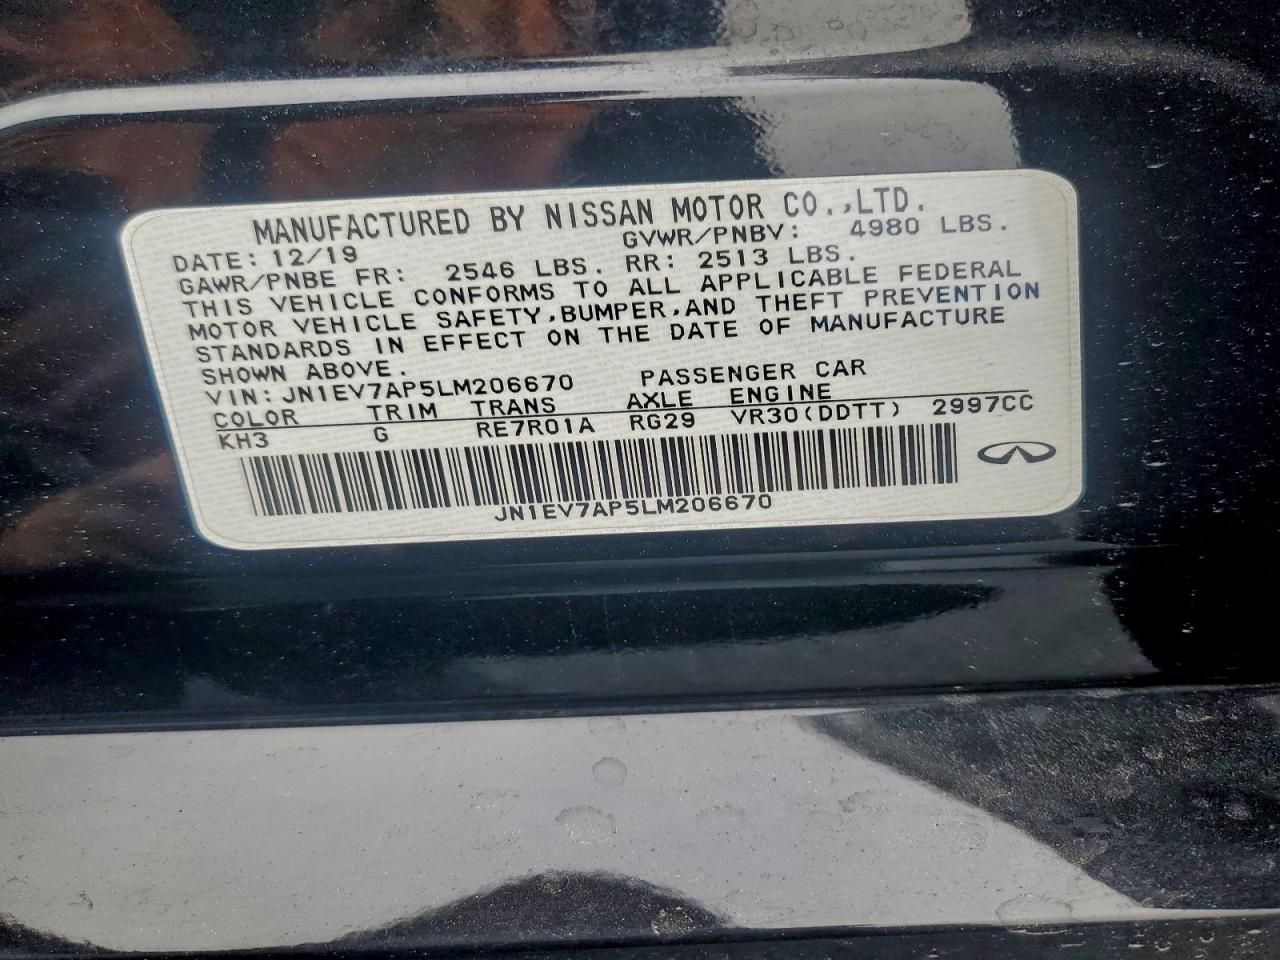 MANUFACTURED BY NISSAN MOTOR CO.,LTD.
DATE: 12/19 GVWR/PNBV: 4980 LBS.
GAWR/PNBE FR: 2546 LBS. RR: 2513 LBS.
THIS VEHICLE CONFORMS TO ALL APPLICABLE FEDERAL
MOTOR VEHICLE SAFETY,BUMPER,AND THEFT PREVENTION
STANDARDS IN EFFECT ON THE DATE OF MANUFACTURE
SHOWN ABOVE.
VIN: JN1EV7AP5LM206670 PASSENGER CAR
COLOR TRIM TRANS AXLE ENGINE
KH3 G RE7R01A RG29 VR30(DDTT) 2997CC
JN1EV7AP5LM206670